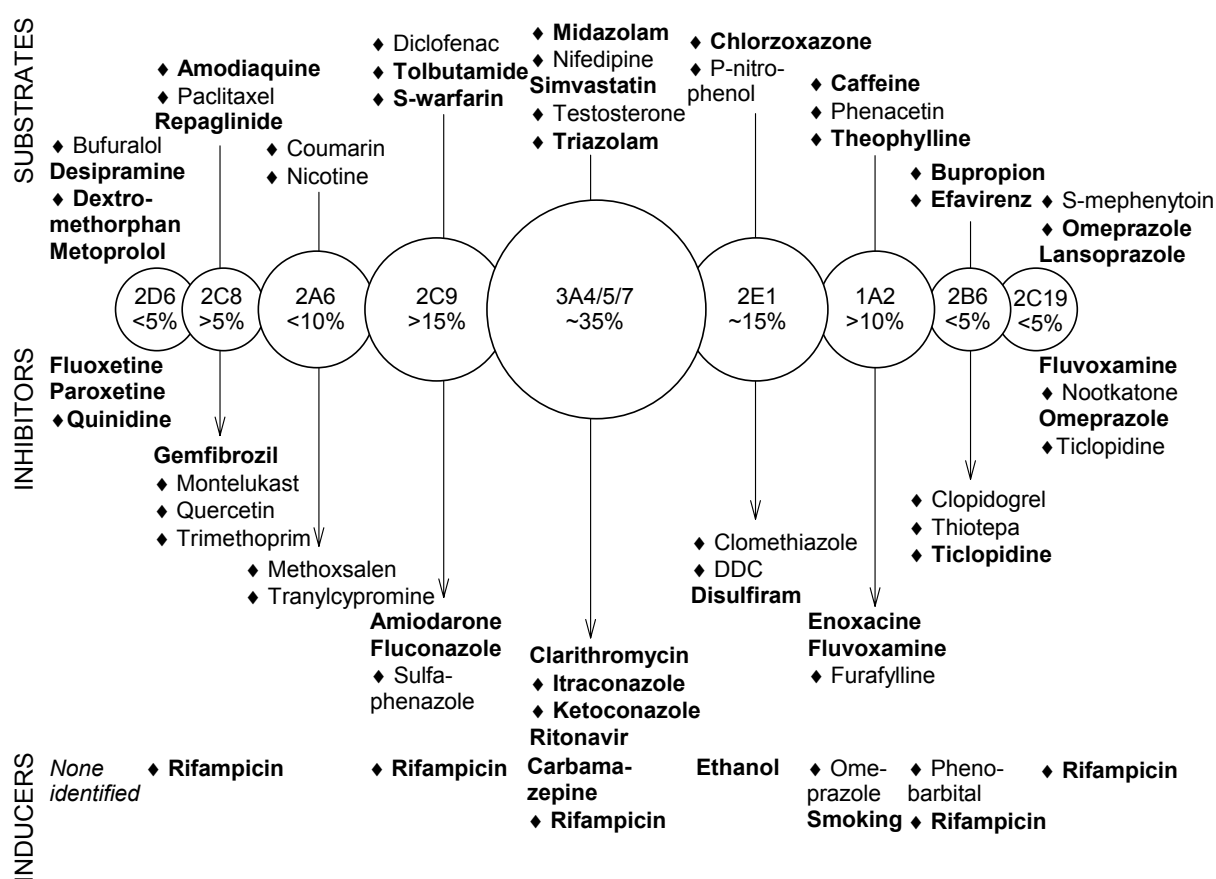 SUBSTRATES
♦ Bufuralol
Desipramine
♦ Dextro-
methorphan
Metoprolol
♦ Amodiaquine
♦ Paclitaxel
Repaglinide
♦ Coumarin
♦ Nicotine
♦ Diclofenac
♦ Tolbutamide
♦ S-warfarin
♦ Midazolam
♦ Nifedipine
Simvastatin
♦ Testosterone
♦ Triazolam
♦ Chlorzoxazone
♦ P-nitro-
phenol
♦ Caffeine
♦ Phenacetin
♦ Theophylline
♦ Bupropion
♦ Efavirenz
♦ S-mephenytoin
♦ Omeprazole
Lansoprazole
2D6
<5%
2C8
>5%
2A6
<10%
2C9
>15%
3A4/5/7
~35%
2E1
~15%
1A2
>10%
2B6
<5%
2C19
<5%
INHIBITORS
Fluoxetine
Paroxetine
♦ Quinidine
Gemfibrozil
♦ Montelukast
♦ Quercetin
♦ Trimethoprim
♦ Methoxsalen
♦ Tranylcypromine
Amiodarone
Fluconazole
♦ Sulfa-
phenazole
Clarithromycin
♦ Itraconazole
♦ Ketoconazole
Ritonavir
♦ Clomethiazole
♦ DDC
Disulfiram
Enoxacine
Fluvoxamine
♦ Furafylline
♦ Clopidogrel
♦ Thiotepa
♦ Ticlopidine
Fluvoxamine
♦ Nootkatone
Omeprazole
♦ Ticlopidine
INDUCERS
None
identified
♦ Rifampicin
♦ Rifampicin
Carbama-
zepine
♦ Rifampicin
Ethanol
♦ Ome-
prazole
Smoking
♦ Pheno-
barbital
♦ Rifampicin
♦ Rifampicin